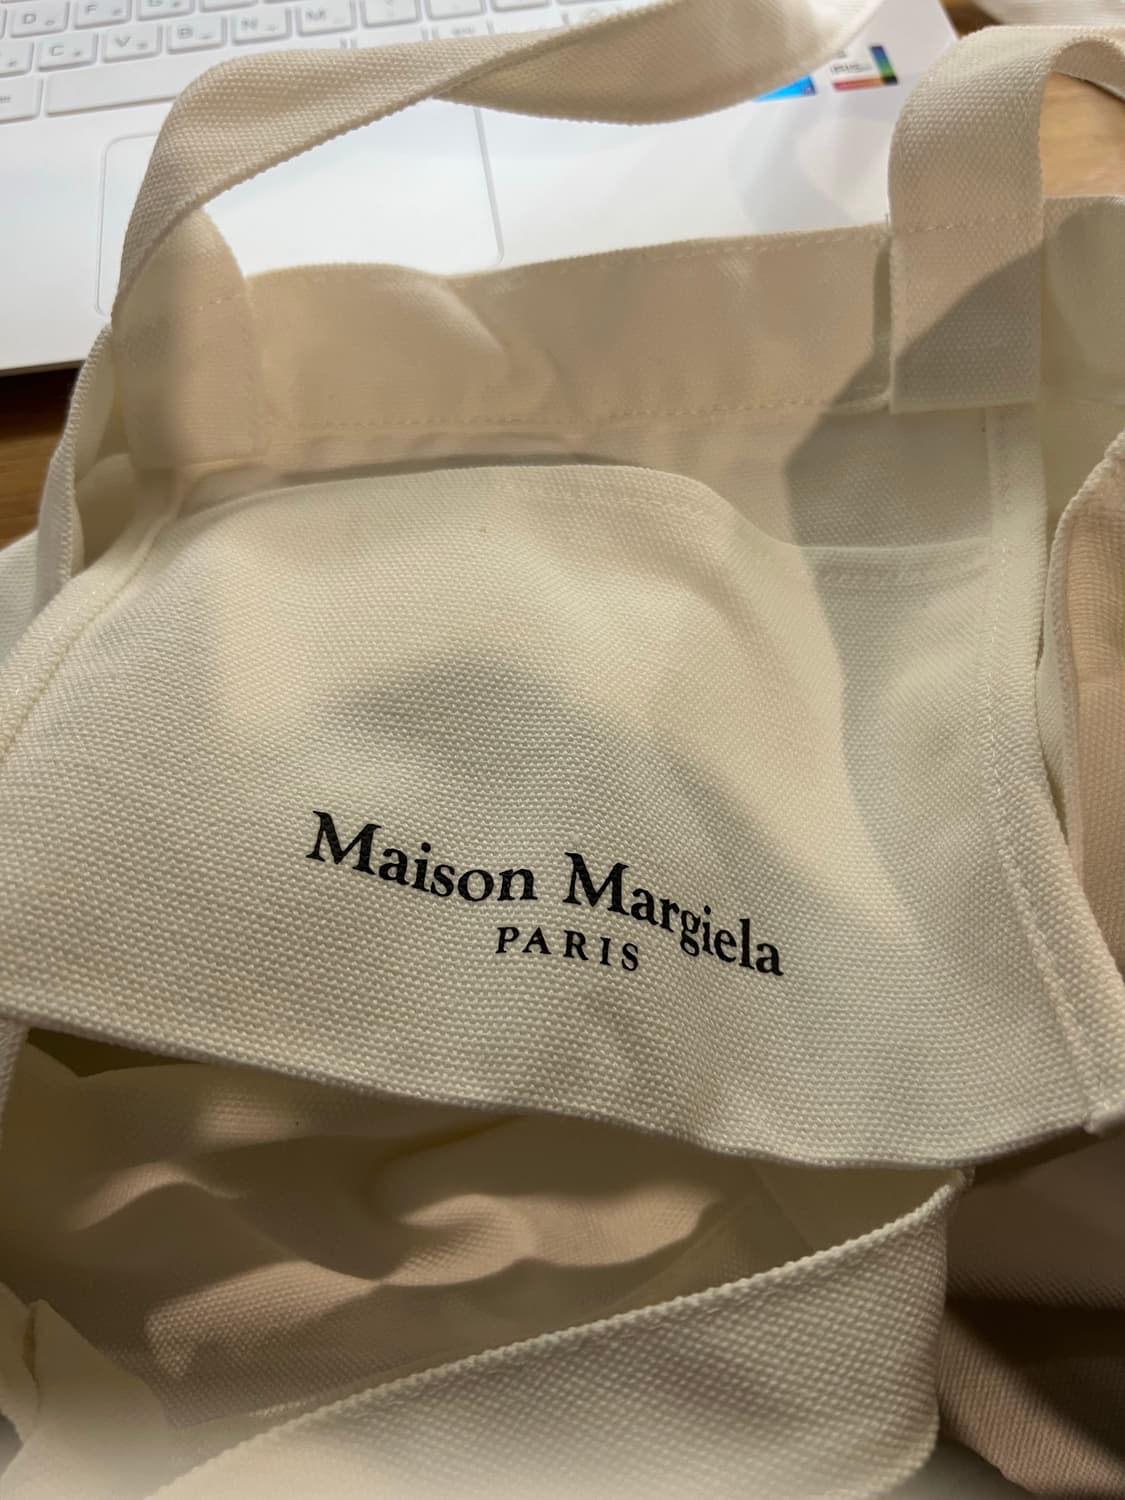 D F G
C V B N M
Maison Margiela
PARIS